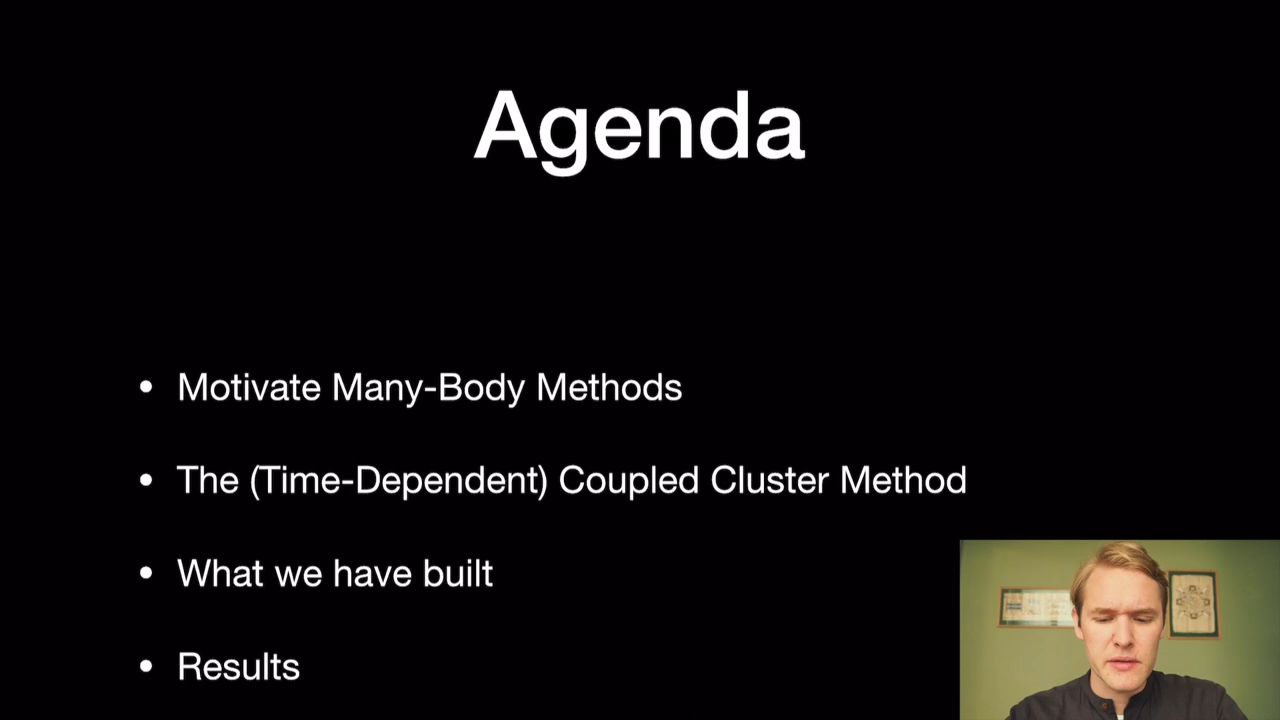 Agenda
• Motivate Many-Body Methods
• The (Time-Dependent) Coupled Cluster Method
• What we have built
• Results